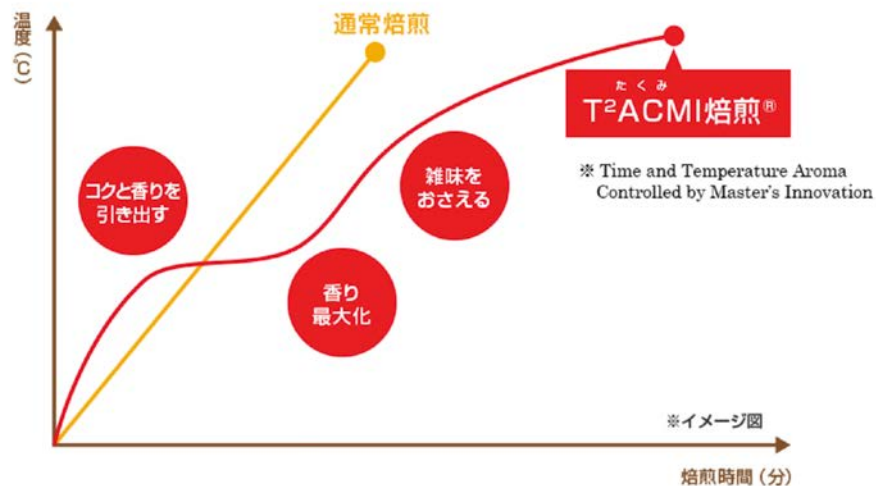 温度(℃)
通常焙煎
たくみ
T²ACMI焙煎®
※ Time and Temperature Aroma
Controlled by Master's Innovation
コクと香りを
引き出す
雑味を
おさえる
香り
最大化
※イメージ図
焙煎時間(分)